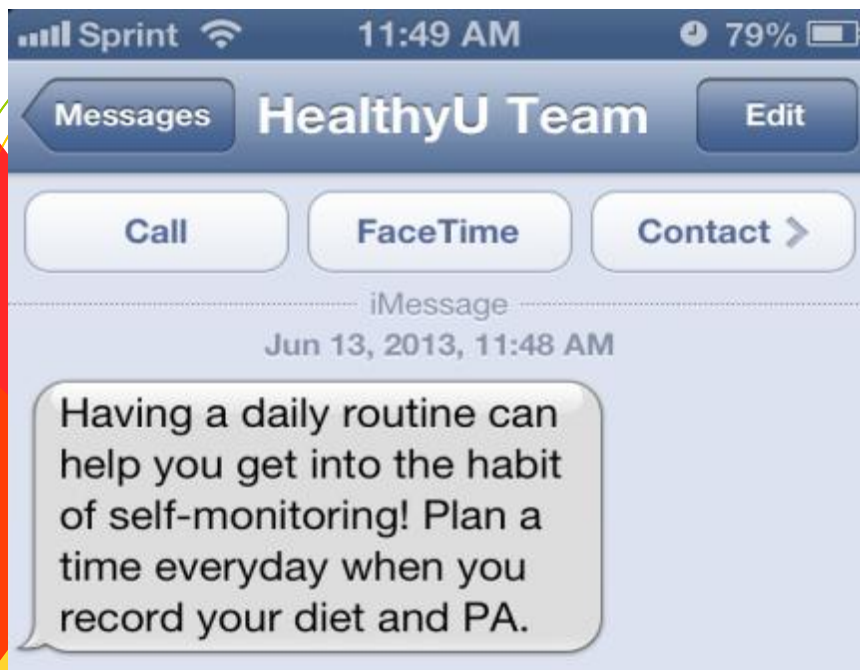 Sprint 11:49 AM 79%
Messages HealthyU Team Edit
Call FaceTime Contact
iMessage
Jun 13, 2013, 11:48 AM
Having a daily routine can
help you get into the habit
of self-monitoring! Plan a
time everyday when you
record your diet and PA.